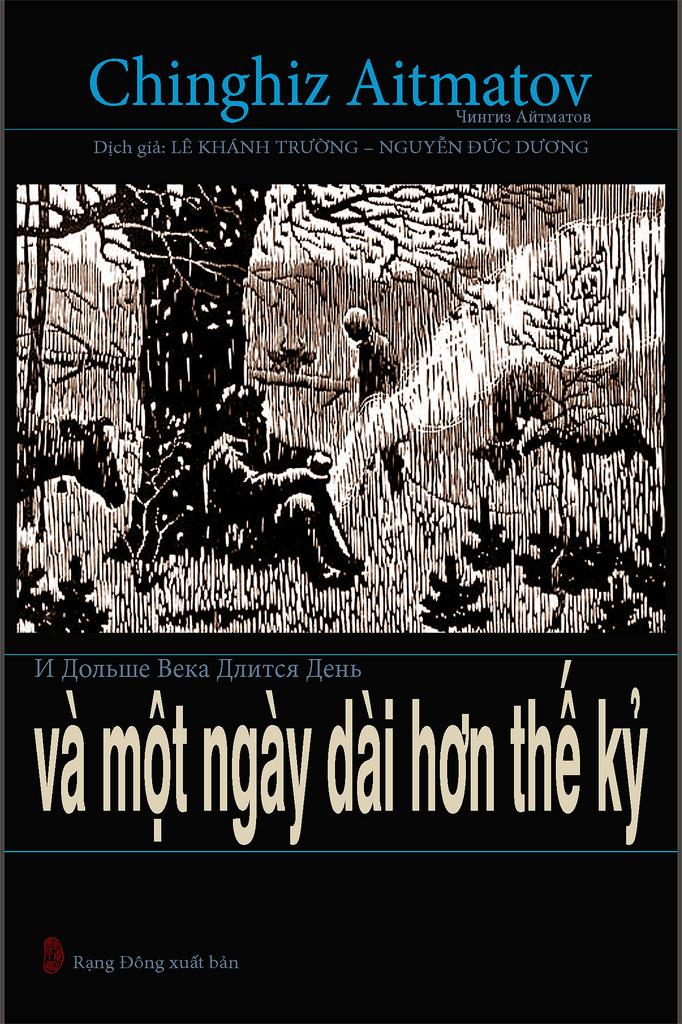 Chinghiz Aitmatov
Чингиз Айтматов
Dịch giả: LÊ KHÁNH TRƯỜNG – NGUYỄN ĐỨC DƯƠNG
И Дольше Века Длится День
và một ngày dài hơn thế kỷ
Rạng Đông xuất bản